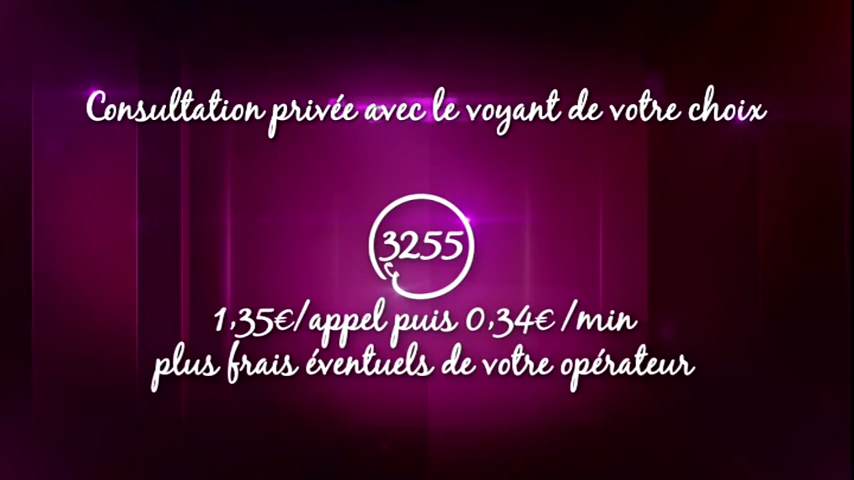 Consultation privée avec le voyant de votre choix
3255
1,35€/appel puis 0,34€ /min
plus frais éventuels de votre opérateur